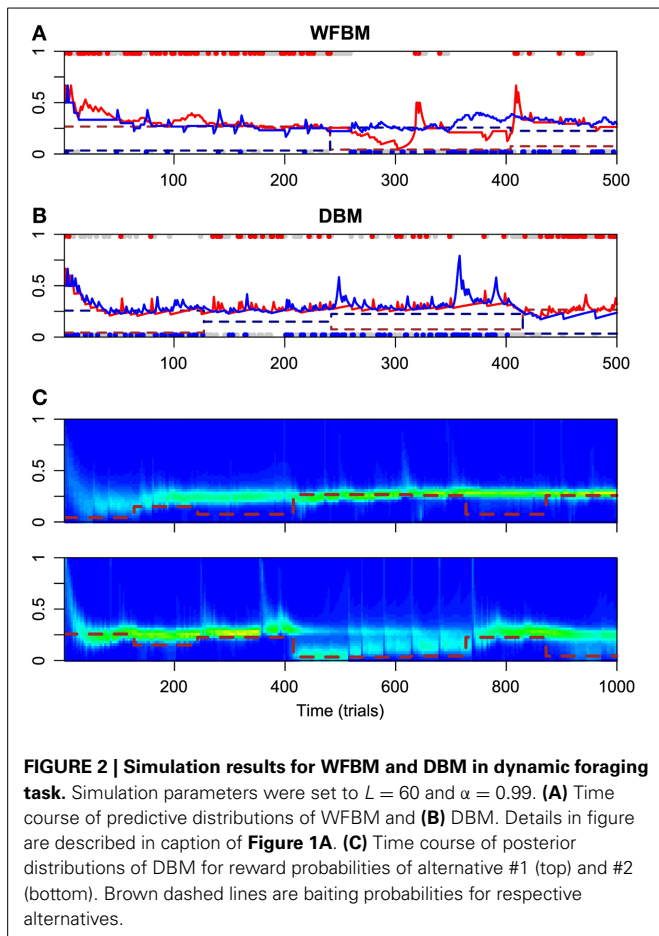 A
WFBM
1
0.5
0
100
200
300
400
500
B
DBM
1
0.5
0
100
200
300
400
500
C
1
0.5
0
1
0.5
0
200
400
600
800
1000
Time (trials)
FIGURE 2 | Simulation results for WFBM and DBM in dynamic foraging
task. Simulation parameters were set to L = 60 and α = 0.99. (A) Time
course of predictive distributions of WFBM and (B) DBM. Details in figure
are described in caption of Figure 1A. (C) Time course of posterior
distributions of DBM for reward probabilities of alternative #1 (top) and #2
(bottom). Brown dashed lines are baiting probabilities for respective
alternatives.